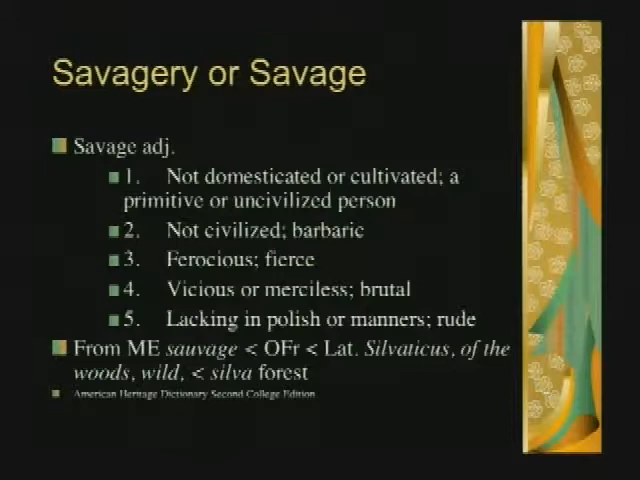 Savagery or Savage
Savage adj.
1. Not domesticated or cultivated; a
primitive or uncivilized person
2. Not civilized; barbaric
3. Ferocious; fierce
4. Vicious or merciless; brutal
5. Lacking in polish or manners; rude
From ME sauvage < OFr < Lat. Silvaticus, of the
woods, wild, < silva forest
American Heritage Dictionary Second College Edition